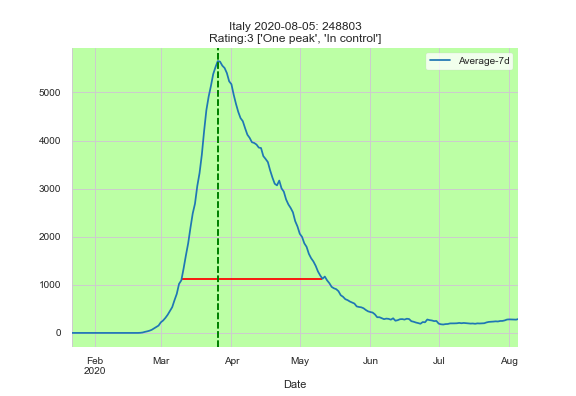 Italy 2020-08-05: 248803
Rating:3 ['One peak', 'In control']
Average-7d
5000
4000
3000
2000
1000
0
Feb Mar Apr May Jun Jul Aug
2020
Date